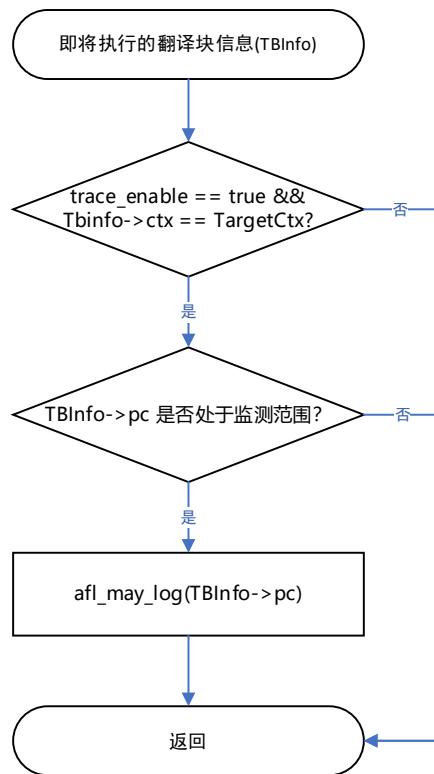 即将执行的翻译块信息(TBInfo)
trace_enable == true &&
Tbinfo->ctx == TargetCtx?
否
是
TBInfo->pc 是否处于监测范围?
否
是
afl_may_log(TBInfo->pc)
返回